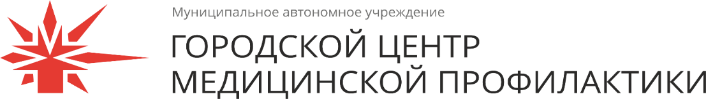 Муниципальное автономное учреждение
ГОРОДСКОЙ ЦЕНТР
МЕДИЦИНСКОЙ ПРОФИЛАКТИКИ